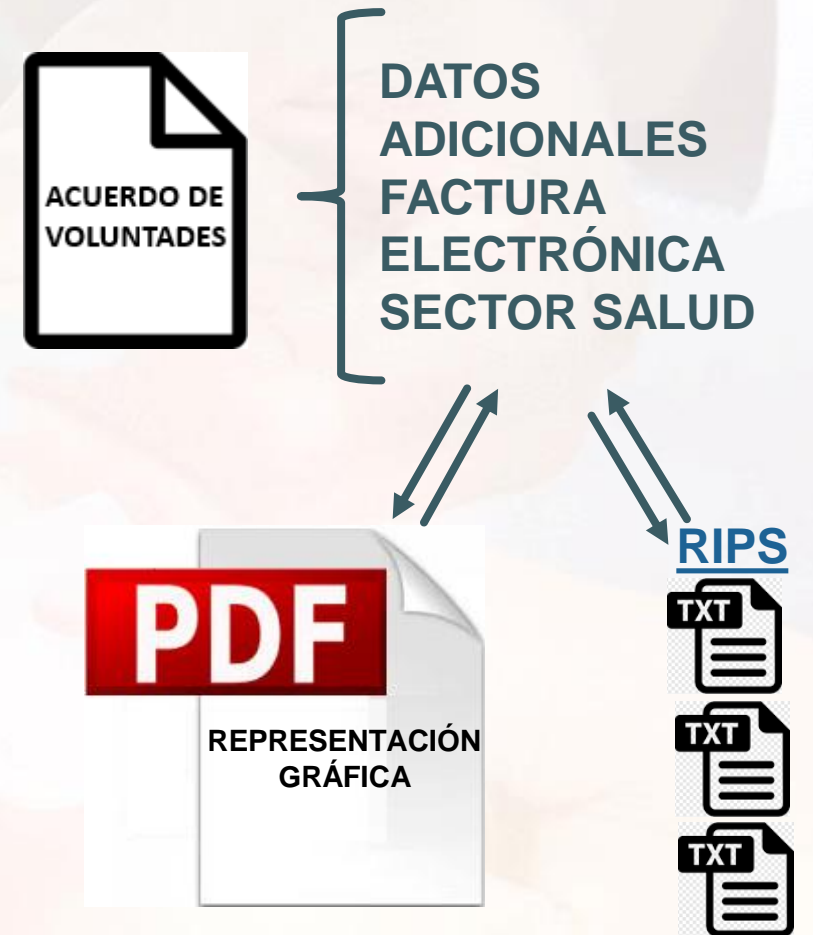 ACUERDO DE
VOLUNTADES
DATOS
ADICIONALES
FACTURA
ELECTRÓNICA
SECTOR SALUD
PDF
REPRESENTACIÓN
GRÁFICA
RIPS
TXT
TXT
TXT